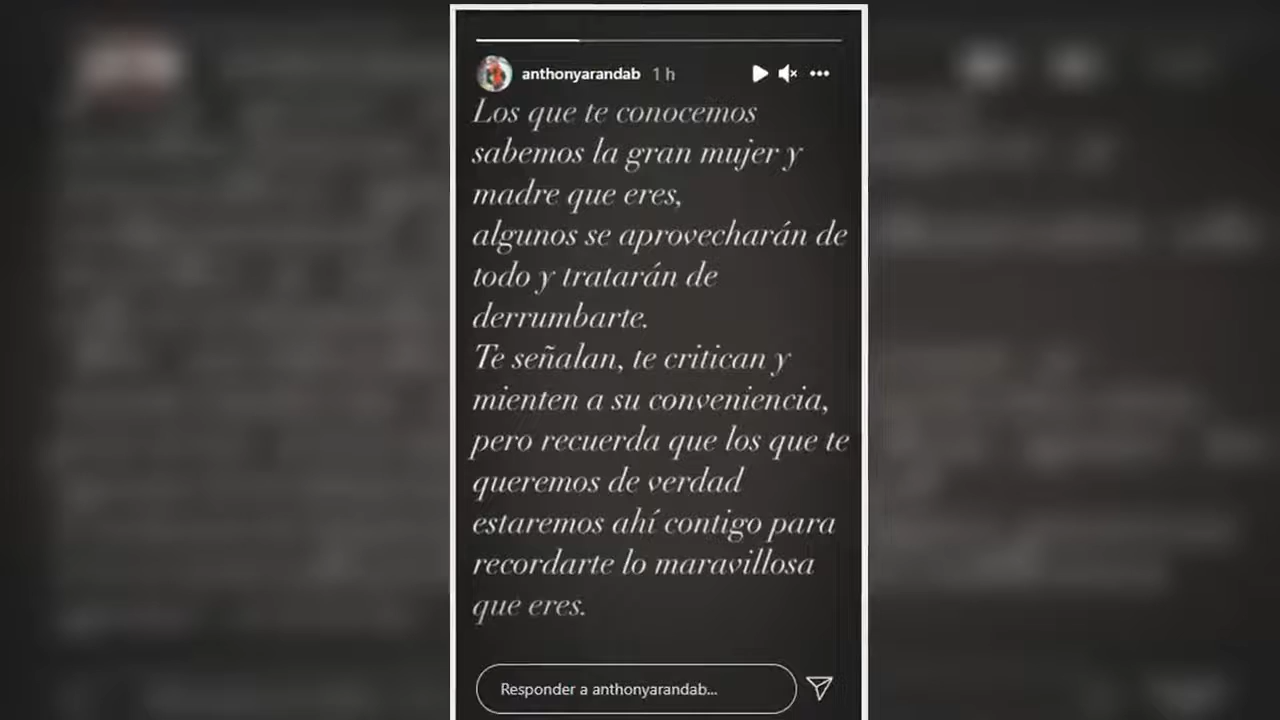 anthonyarandab 1 h
Los que te conocemos
sabemos la gran mujer y
madre que eres,
algunos se aprovecharán de
todo y tratarán de
derrumbarte.
Te señalan, te critican y
mienten a su conveniencia,
pero recuerda que los que te
queremos de verdad
estaremos ahí contigo para
recordarte lo maravillosa
que eres.
Responder a anthonyarandab...